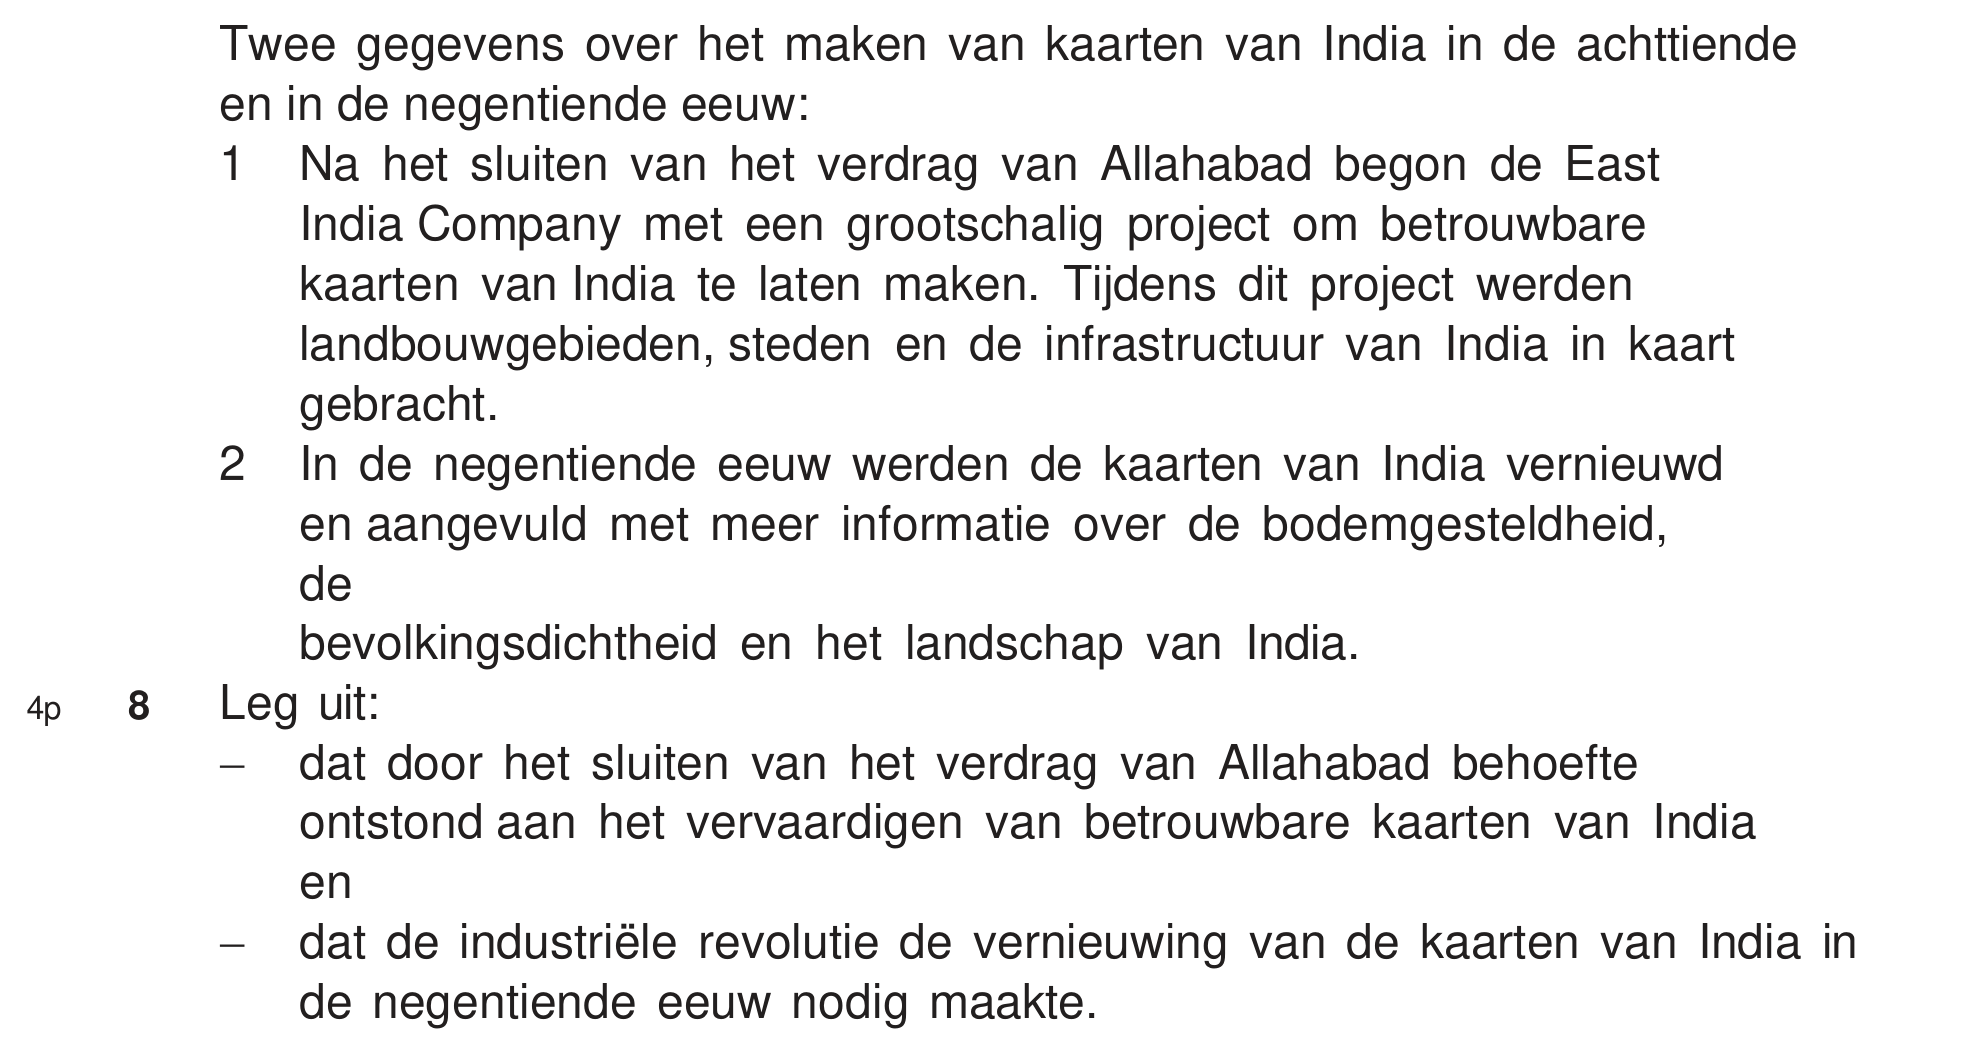 Twee gegevens over het maken van kaarten van India in de achttiende
en in de negentiende eeuw:
1 Na het sluiten van het verdrag van Allahabad begon de East
India Company met een grootschalig project om betrouwbare
kaarten van India te laten maken. Tijdens dit project werden
landbouwgebieden, steden en de infrastructuur van India in kaart
gebracht.
2 In de negentiende eeuw werden de kaarten van India vernieuwd
en aangevuld met meer informatie over de bodemgesteldheid,
de
bevolkingsdichtheid en het landschap van India.
4p 8 Leg uit:
– dat door het sluiten van het verdrag van Allahabad behoefte
ontstond aan het vervaardigen van betrouwbare kaarten van India
en
– dat de industriële revolutie de vernieuwing van de kaarten van India in
de negentiende eeuw nodig maakte.